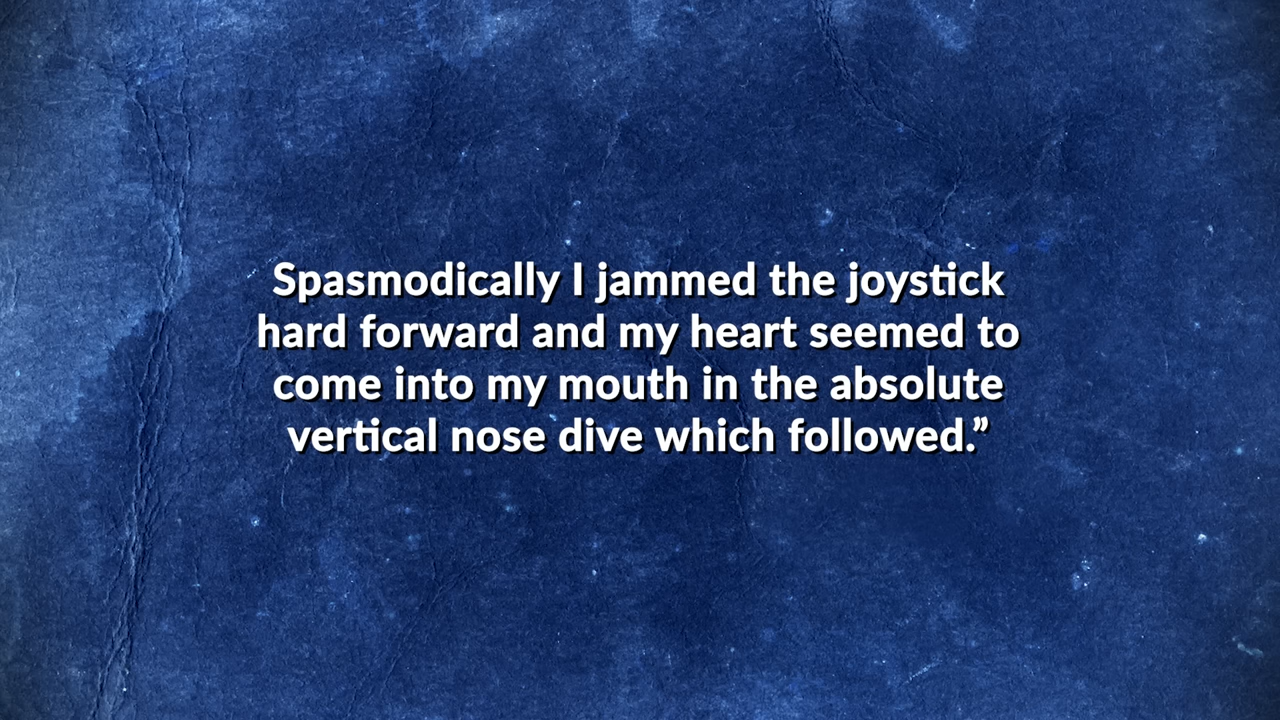 Spasmodically I jammed the joystick
hard forward and my heart seemed to
come into my mouth in the absolute
vertical nose dive which followed.”